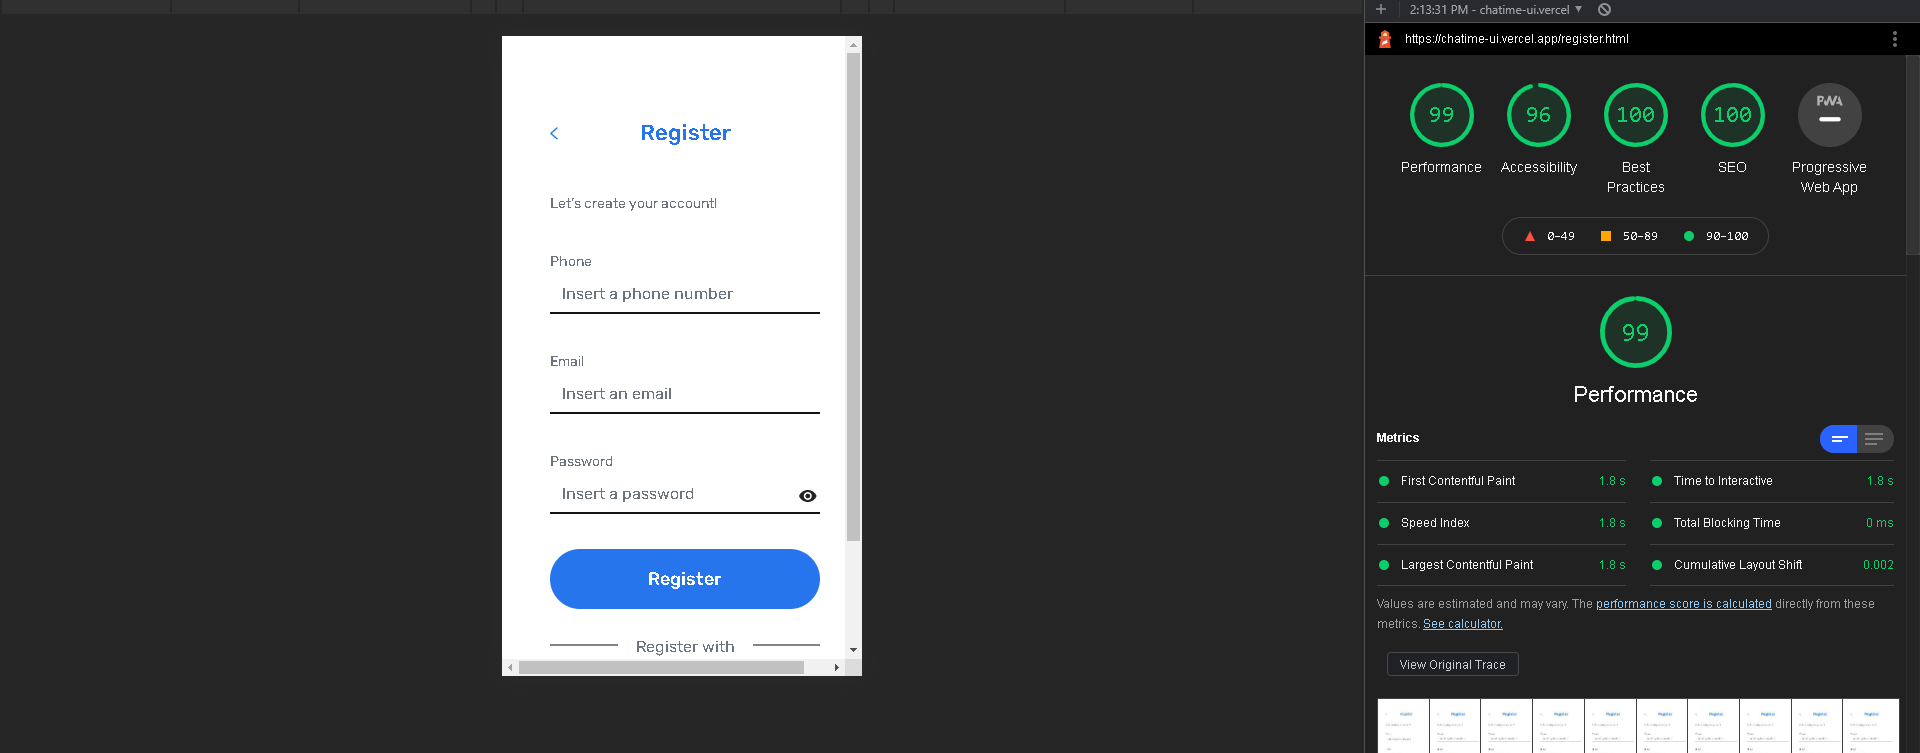 Register
Let's create your account!
Phone
Insert a phone number
Email
Insert an email
Password
Insert a password
Register
Register with
2:13:31 PM - chatime-ui.vercel
https://chatime-ui.vercel.app/register.html
99
Performance
96
Accessibility
100
Best
Practices
100
SEO
PWA
Progressive
Web App
0–49
50–89
90–100
99
Performance
Metrics
First Contentful Paint 1.8 s
Time to Interactive 1.8 s
Speed Index 1.8 s
Total Blocking Time 0 ms
Largest Contentful Paint 1.8 s
Cumulative Layout Shift 0.002
Values are estimated and may vary. The performance score is calculated directly from these
metrics. See calculator.
View Original Trace